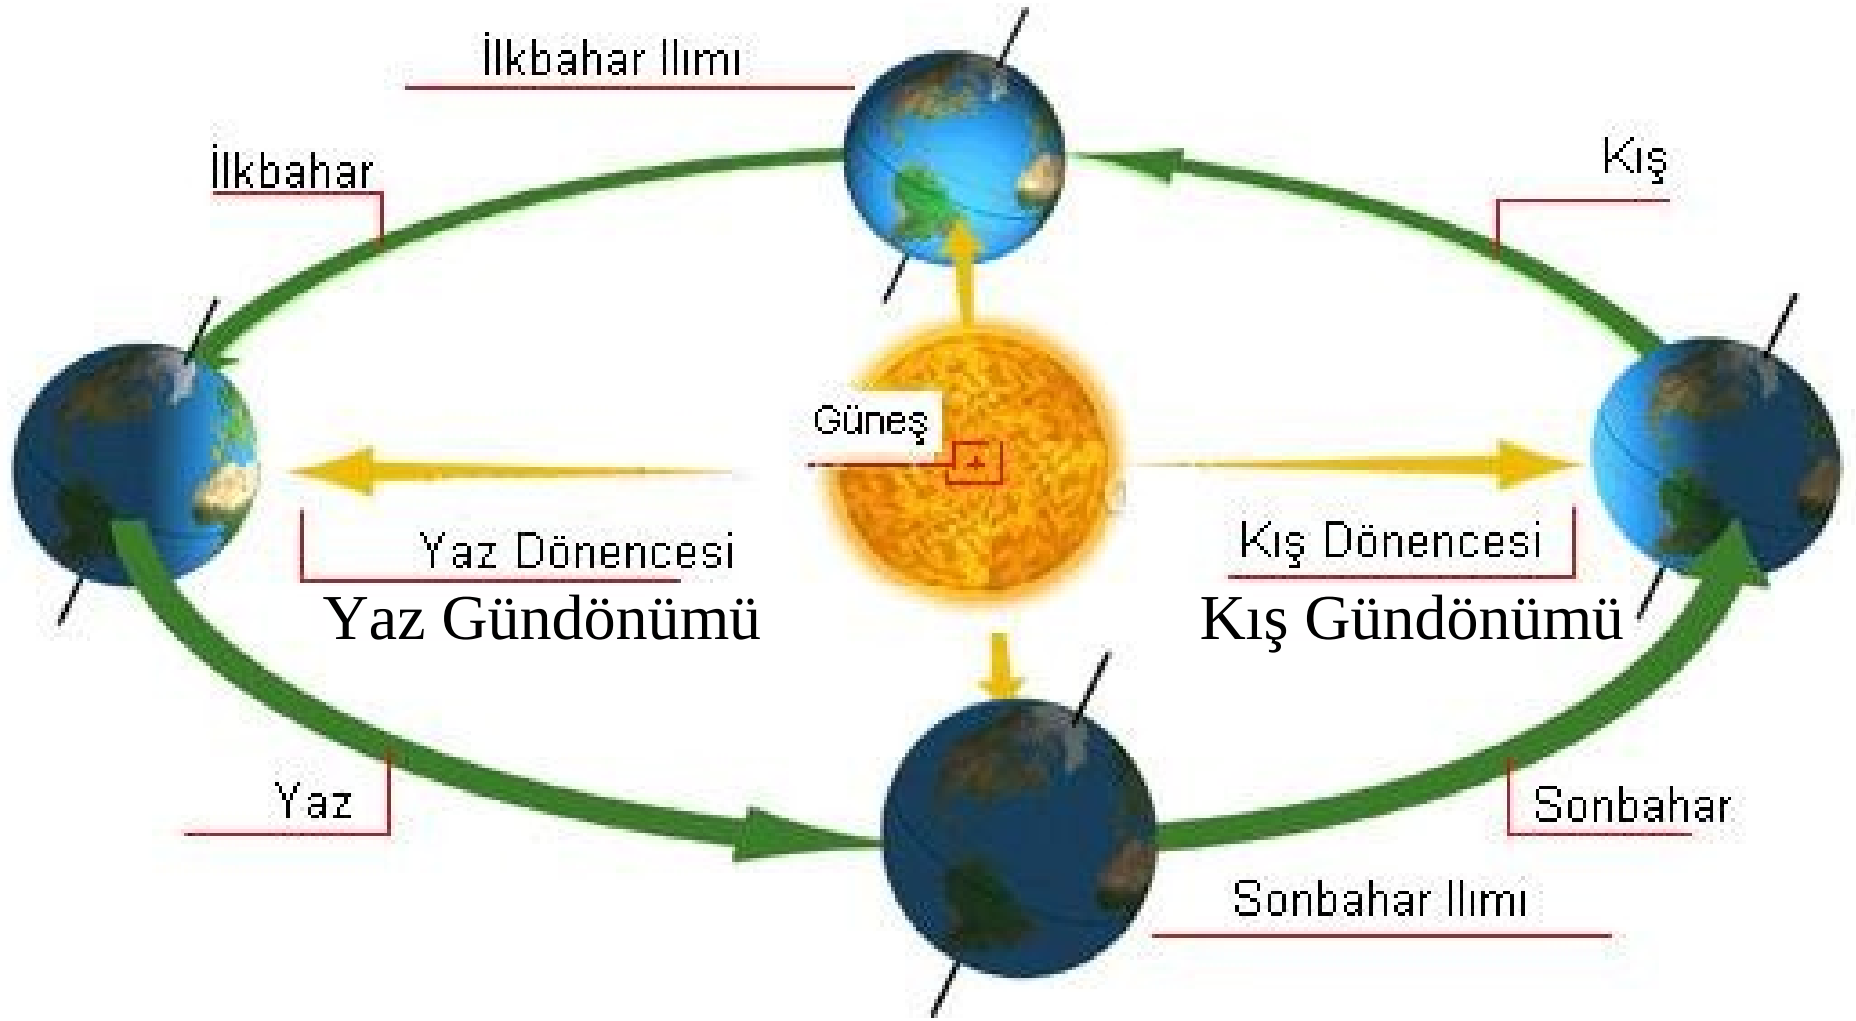 İlkbahar Ilımı
İlkbahar
Kış
Güneş
Yaz Dönencesi
Yaz Gündönümü
Kış Dönencesi
Kış Gündönümü
Yaz
Sonbahar
Sonbahar Ilımı